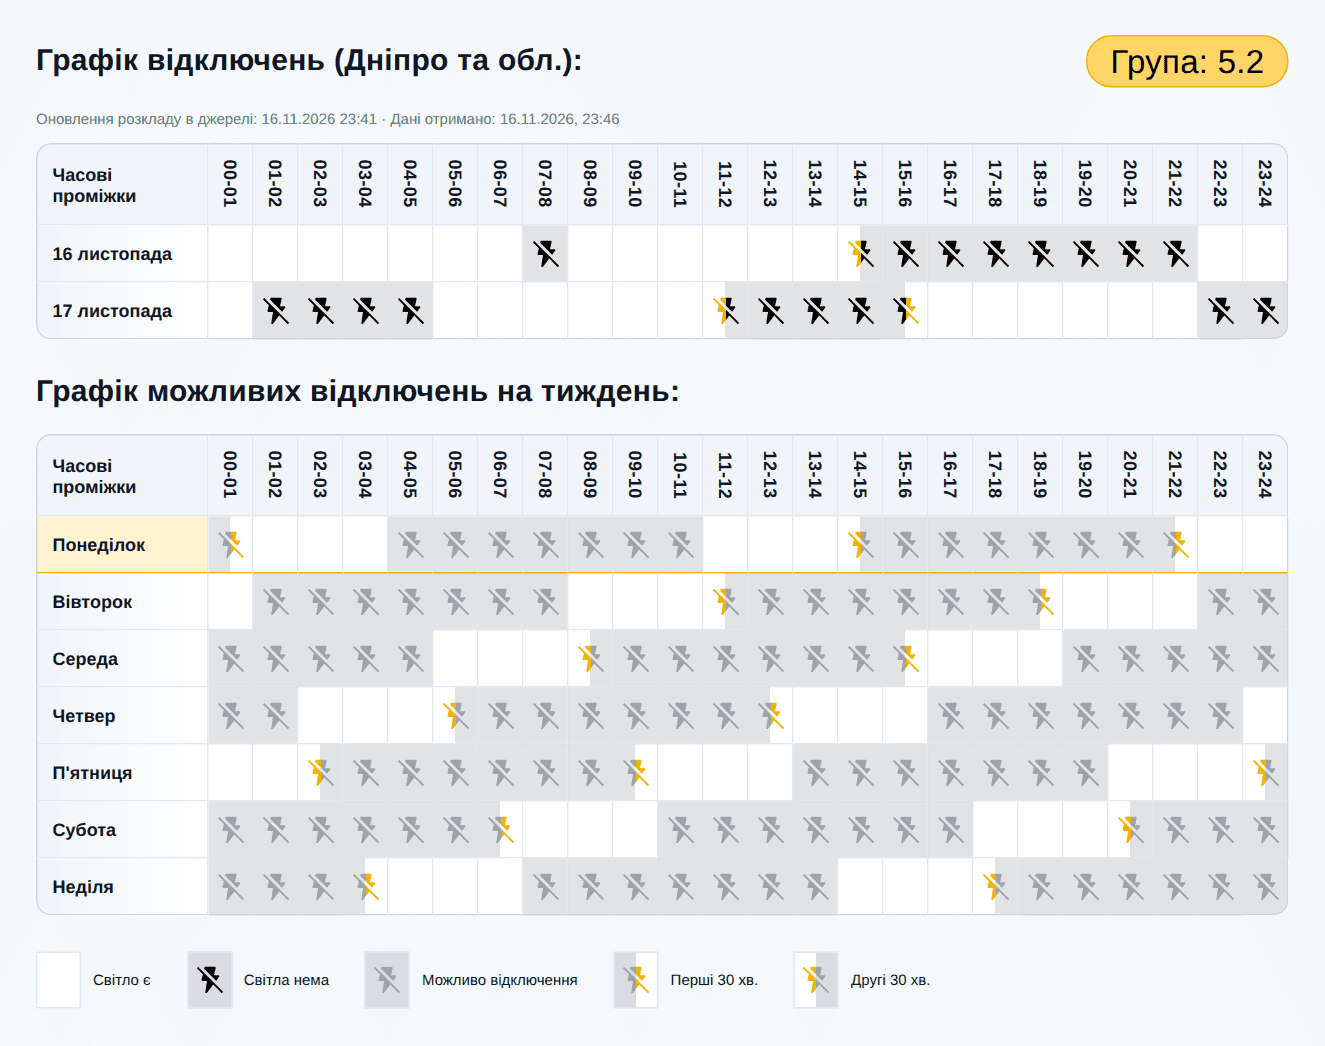 Графік відключень (Дніпро та обл.):
Група: 5.2
Оновлення розкладу в джерелі: 16.11.2026 23:41 · Дані отримано: 16.11.2026, 23:46
Часові проміжки 00-01 01-02 02-03 03-04 04-05 05-06 06-07 07-08 08-09 09-10 10-11 11-12 12-13 13-14 14-15 15-16 16-17 17-18 18-19 19-20 20-21 21-22 22-23 23-24
16 листопада
17 листопада
Графік можливих відключень на тиждень:
Часові проміжки 00-01 01-02 02-03 03-04 04-05 05-06 06-07 07-08 08-09 09-10 10-11 11-12 12-13 13-14 14-15 15-16 16-17 17-18 18-19 19-20 20-21 21-22 22-23 23-24
Понеділок
Вівторок
Середа
Четвер
П'ятниця
Субота
Неділя
Світло є Світла нема Можливо відключення Перші 30 хв. Другі 30 хв.